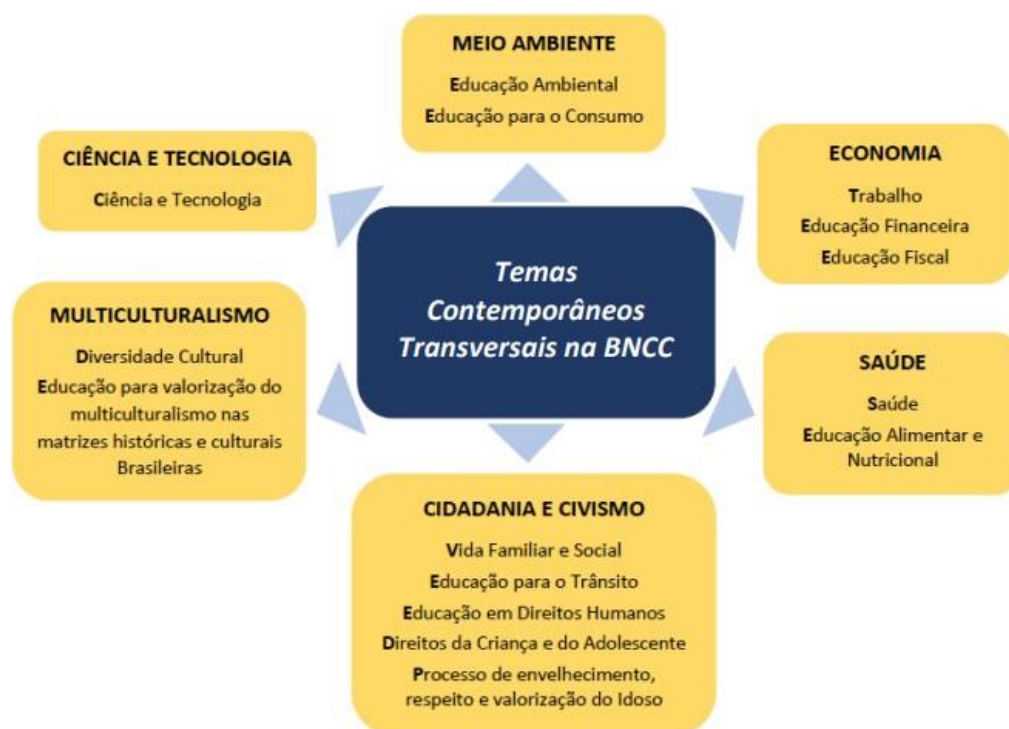 MEIO AMBIENTE
Educação Ambiental
Educação para o Consumo
CIÊNCIA E TECNOLOGIA
Ciência e Tecnologia
ECONOMIA
Trabalho
Educação Financeira
Educação Fiscal
Temas
Contemporâneos
Transversais na BNCC
MULTICULTURALISMO
Diversidade Cultural
Educação para valorização do
multiculturalismo nas
matrizes históricas e culturais
Brasileiras
SAÚDE
Saúde
Educação Alimentar e
Nutricional
CIDADANIA E CIVISMO
Vida Familiar e Social
Educação para o Trânsito
Educação em Direitos Humanos
Direitos da Criança e do Adolescente
Processo de envelhecimento,
respeito e valorização do Idoso